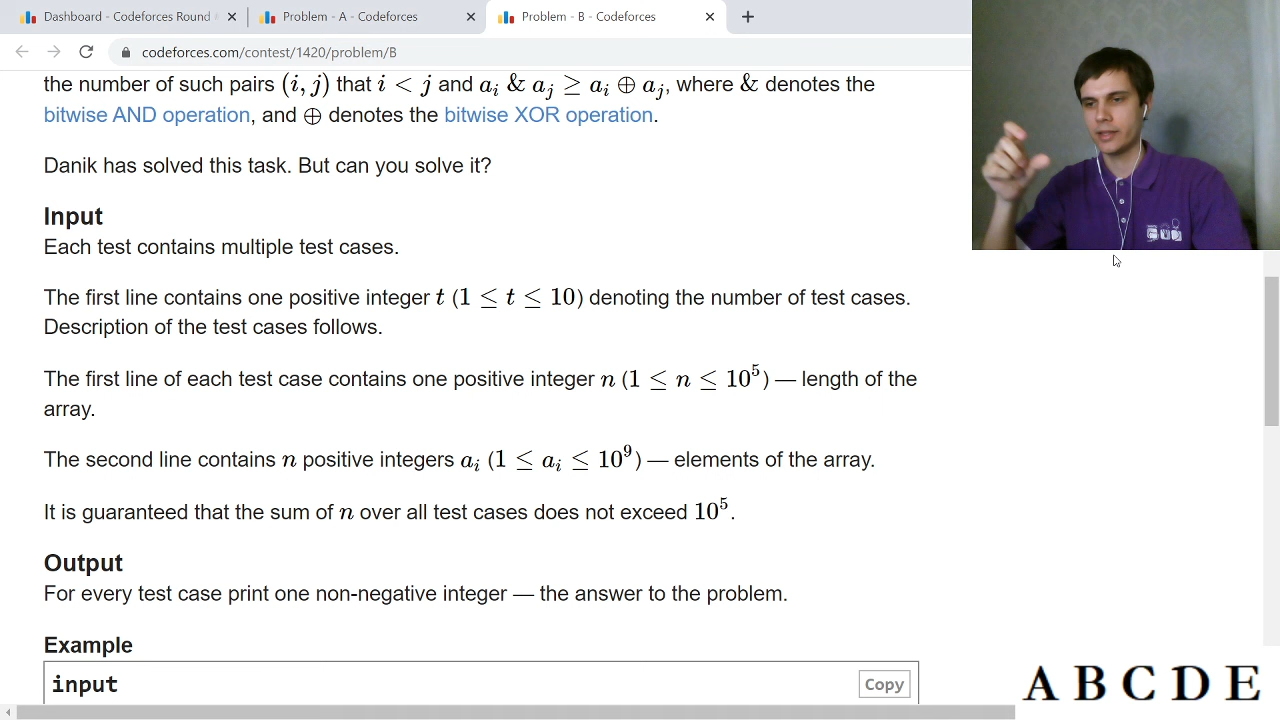 Dashboard - Codeforces Round
Problem - A - Codeforces
Problem - B - Codeforces
codeforces.com/contest/1420/problem/B
the number of such pairs (i, j) that i < j and a_i & a_j ≥ a_i ⊕ a_j, where & denotes the
bitwise AND operation, and ⊕ denotes the bitwise XOR operation.
Danik has solved this task. But can you solve it?
Input
Each test contains multiple test cases.
The first line contains one positive integer t (1 ≤ t ≤ 10) denoting the number of test cases.
Description of the test cases follows.
The first line of each test case contains one positive integer n (1 ≤ n ≤ 10^5) — length of the
array.
The second line contains n positive integers a_i (1 ≤ a_i ≤ 10^9) — elements of the array.
It is guaranteed that the sum of n over all test cases does not exceed 10^5.
Output
For every test case print one non-negative integer — the answer to the problem.
Example
input
Copy
A B C D E